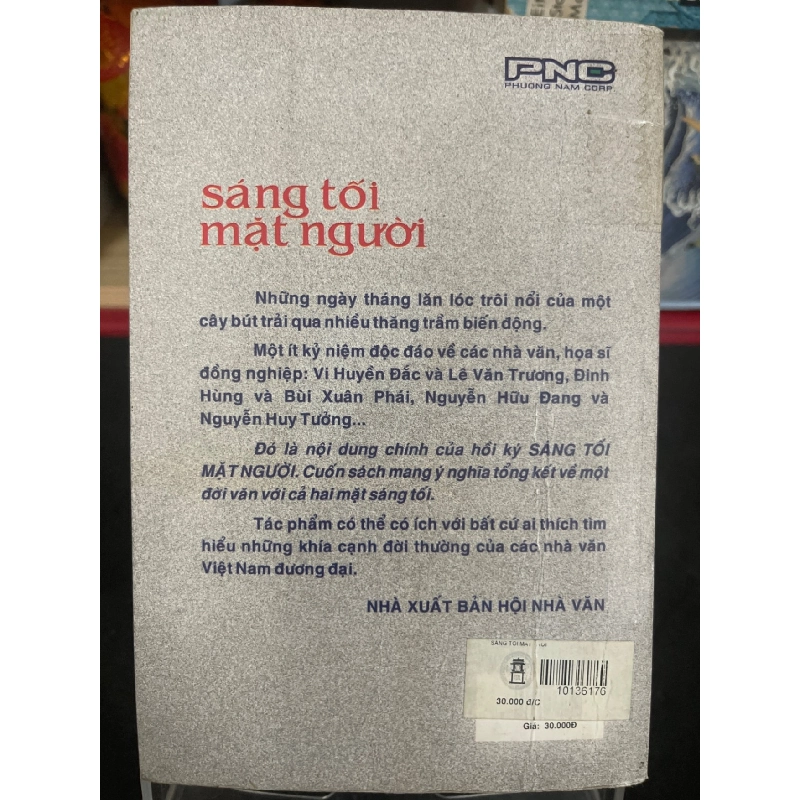 PNC
PHUONG NAM CORP.
sáng tối
mặt người
Những ngày tháng lăn lóc trôi nổi của một
cây bút trải qua nhiều thăng trầm biến động.
Một ít kỷ niệm độc đáo về các nhà văn, họa sĩ
đồng nghiệp: Vi Huyền Đắc và Lê Văn Trương, Đinh
Hùng và Bùi Xuân Phái, Nguyễn Hữu Đang và
Nguyễn Huy Tưởng...
Đó là nội dung chính của hồi ký SÁNG TỐI
MẶT NGƯỜI. Cuốn sách mang ý nghĩa tổng kết về một
đời văn với cả hai mặt sáng tối.
Tác phẩm có thể có ích với bất cứ ai thích tìm
hiểu những khía cạnh đời thường của các nhà văn
Việt Nam đương đại.
NHÀ XUẤT BẢN HỘI NHÀ VĂN
SÁNG TỐI
10136176
30.000 đ/C
Giá: 30.000Đ